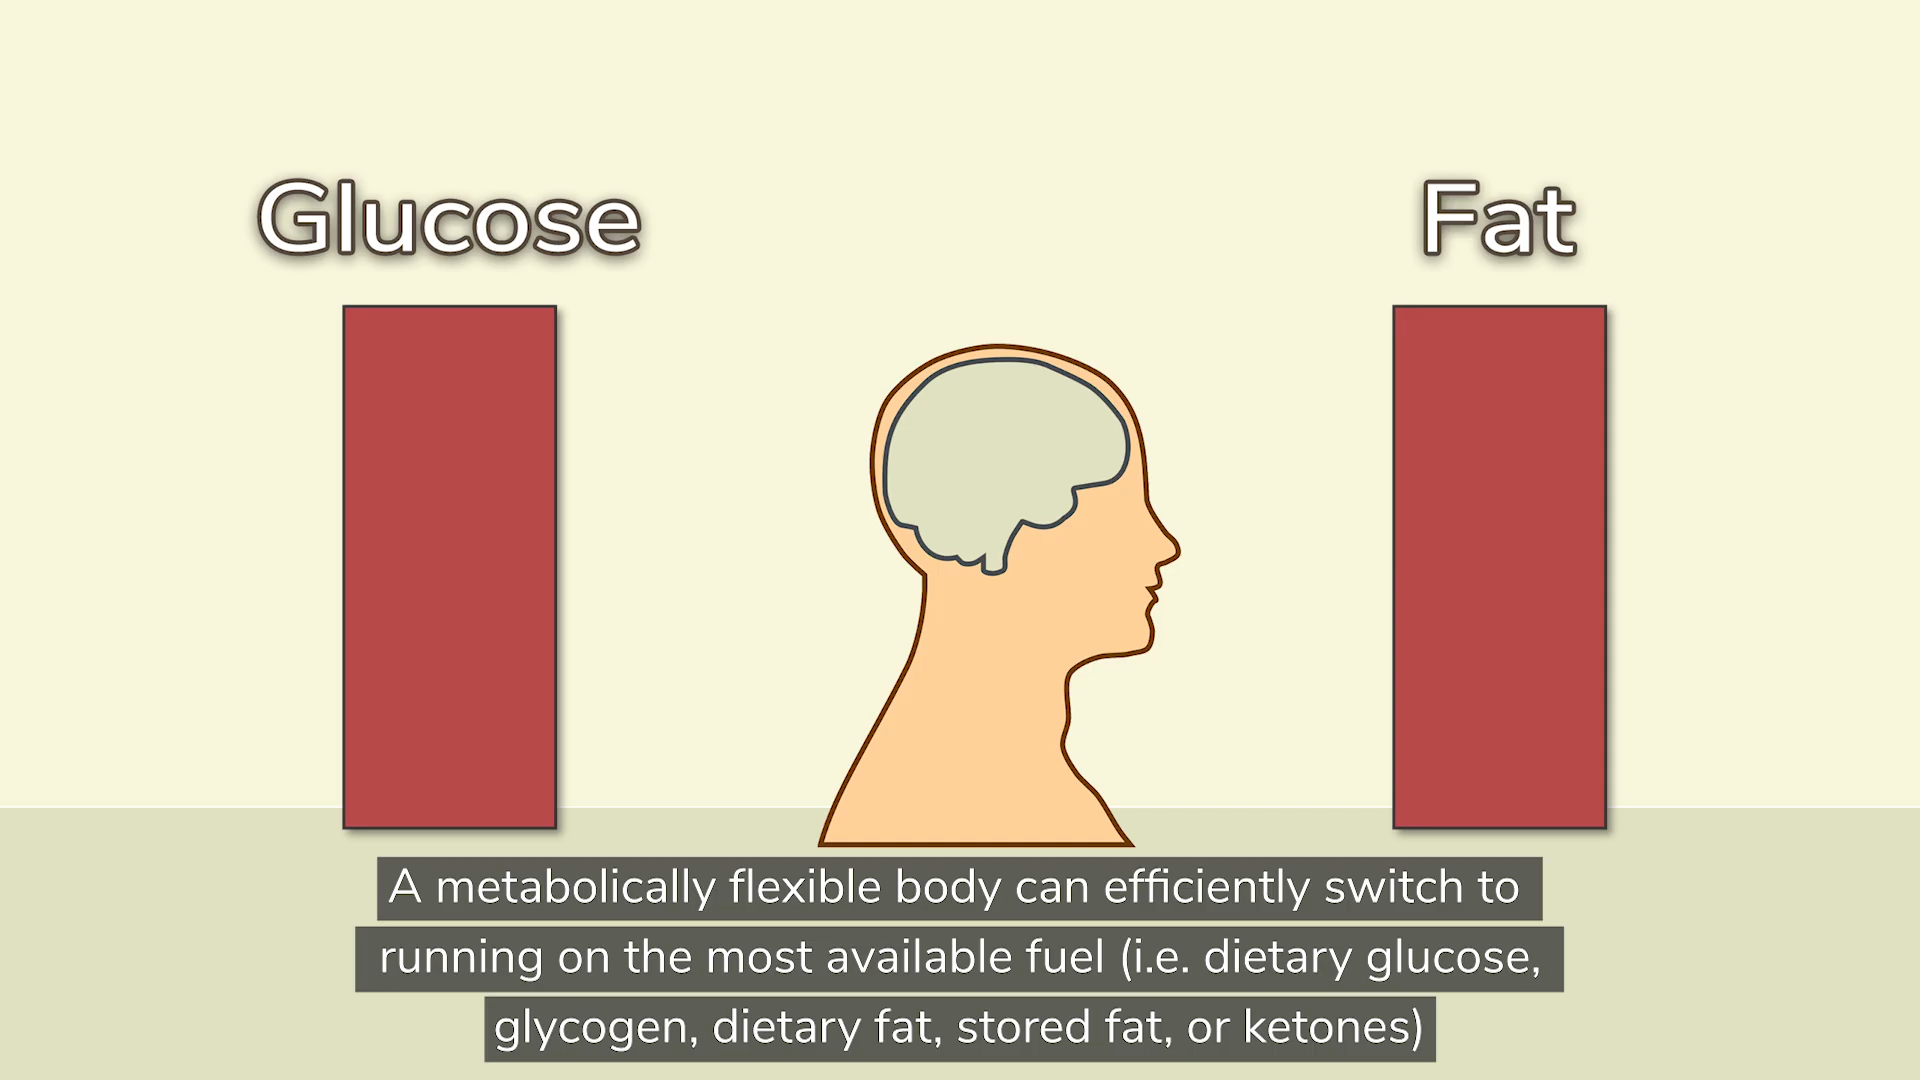 Glucose
Fat
A metabolically flexible body can efficiently switch to
running on the most available fuel (i.e. dietary glucose,
glycogen, dietary fat, stored fat, or ketones)